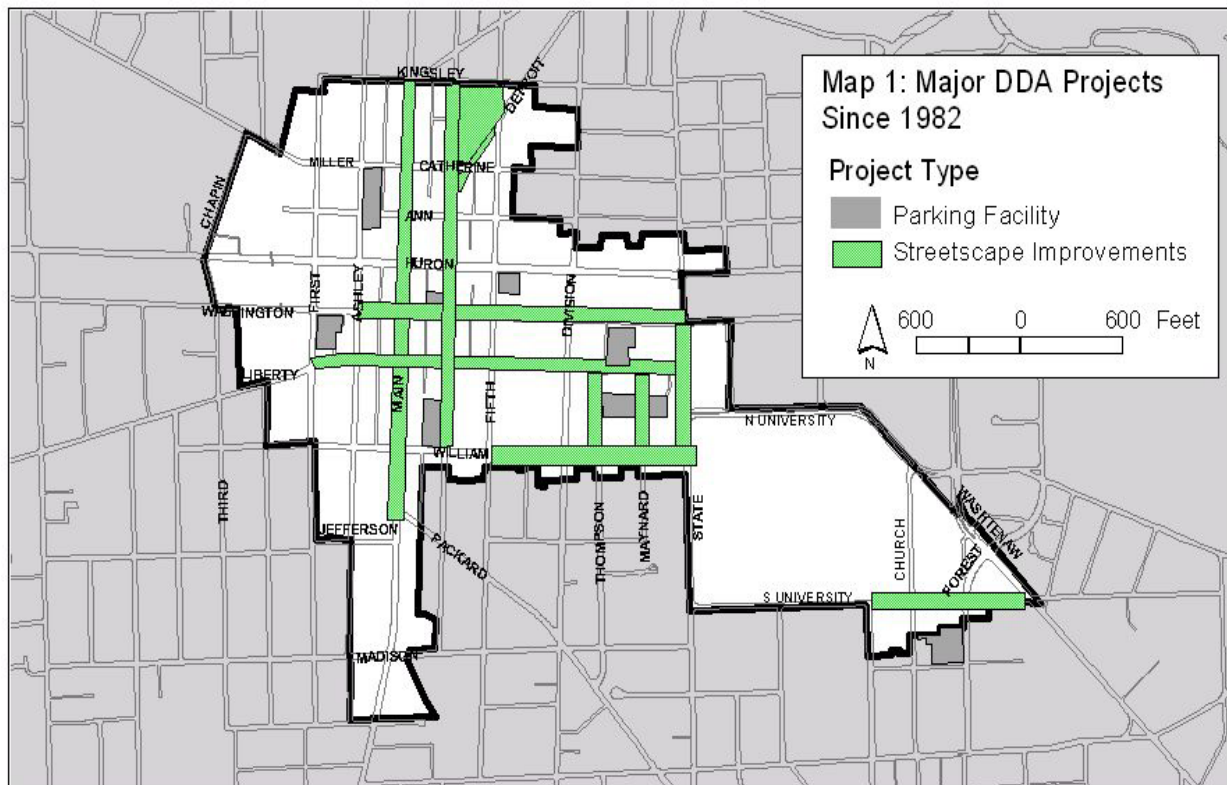 Map 1: Major DDA Projects
Since 1982
Project Type
Parking Facility
Streetscape Improvements
600 0 600 Feet
N
KINGSLEY
DETROIT
MILLER
CATHERINE
CHAPIN
ANN
HURON
FIRST
ASHLEY
DIVISION
WASHINGTON
LIBERTY
MAIN
FIFTH
N UNIVERSITY
WILLIAM
THIRD
JEFFERSON
PACKARD
THOMPSON
MAYNARD
STATE
CHURCH
WASHTENAW
FOREST
S UNIVERSITY
MADISON